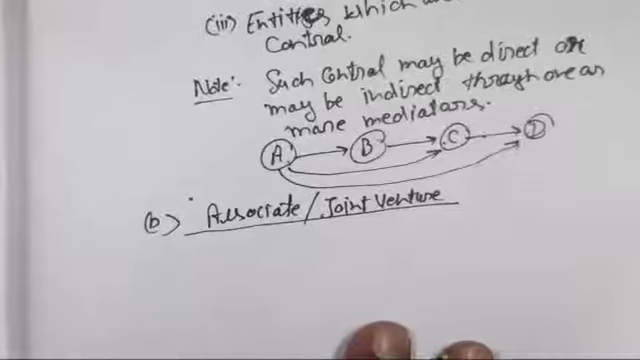 (iii) Entities which
Control.
Note: Such Control may be direct or
may be indirect through one or
more mediators.
A B C D
(b) Associate/Joint Venture